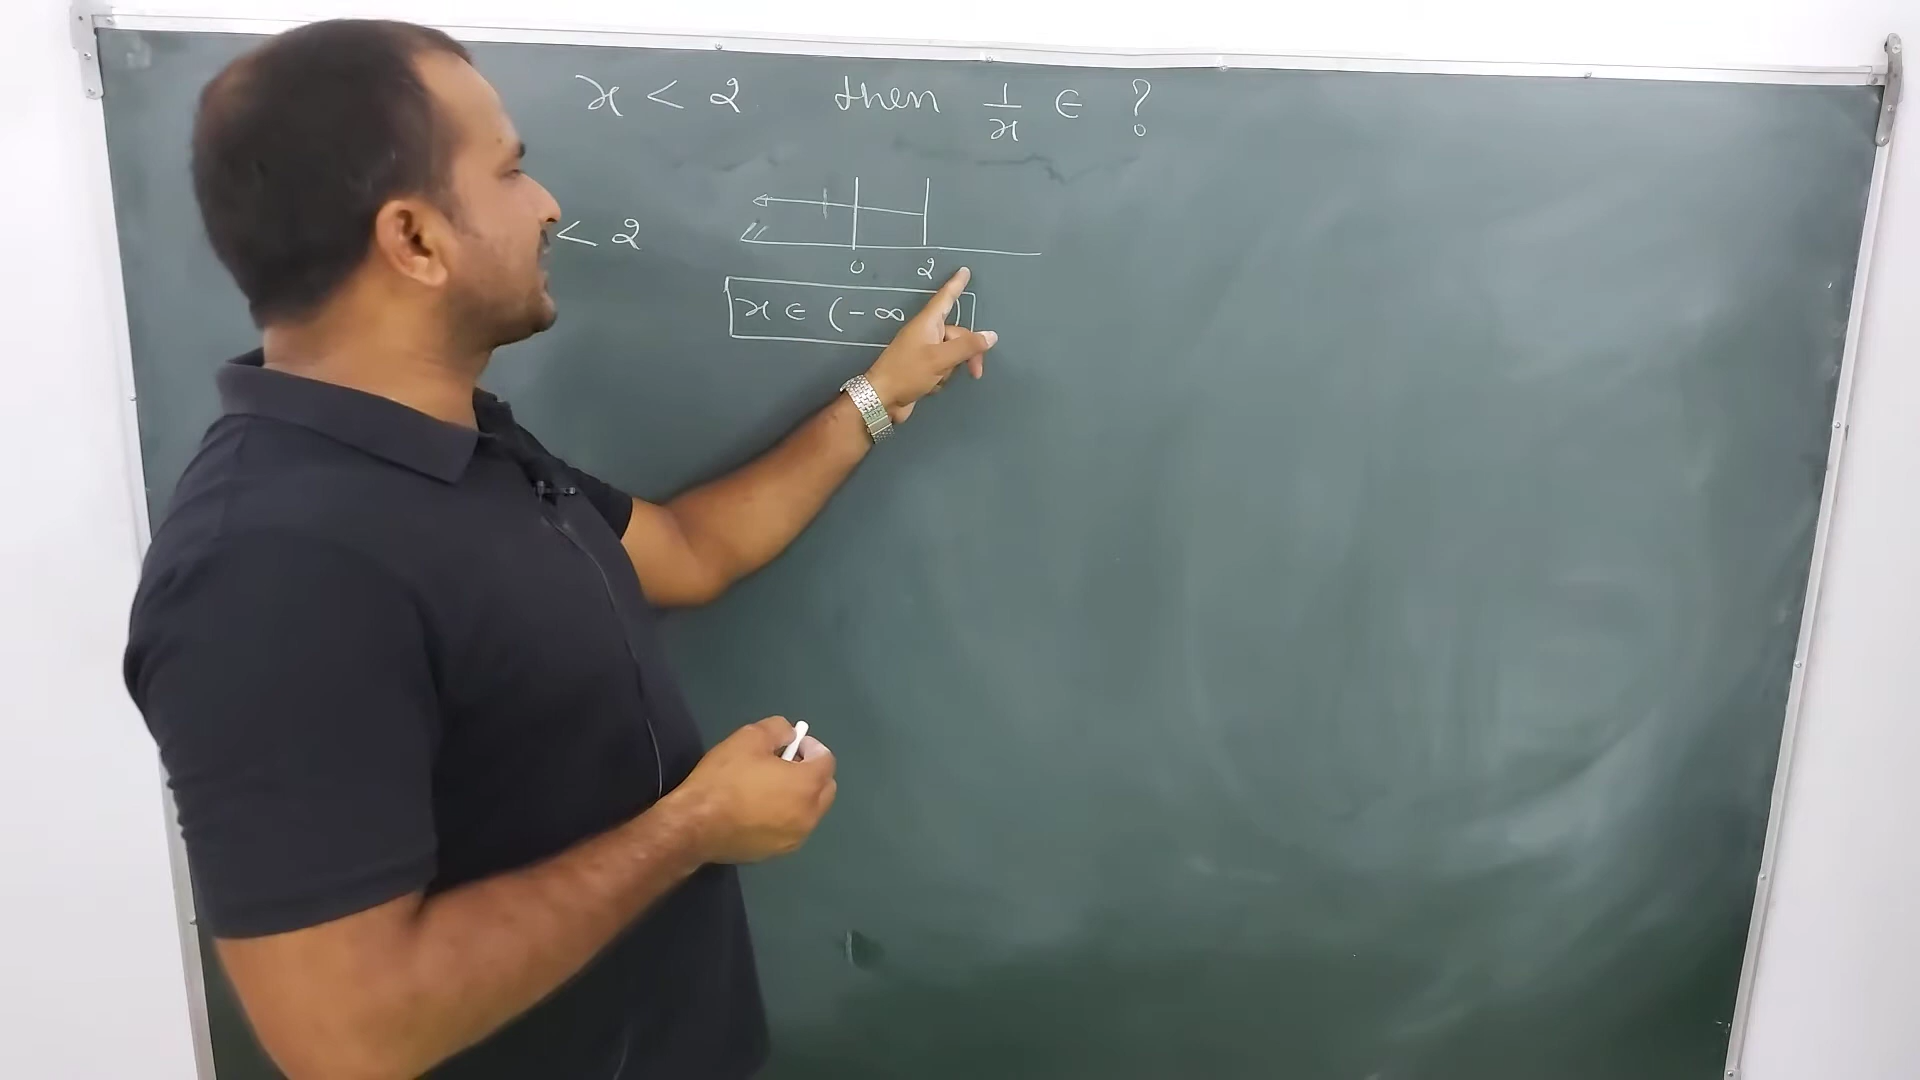 x < 2 then 1/x ∈ ?
< 2
0 2
x ∈ (-∞ )